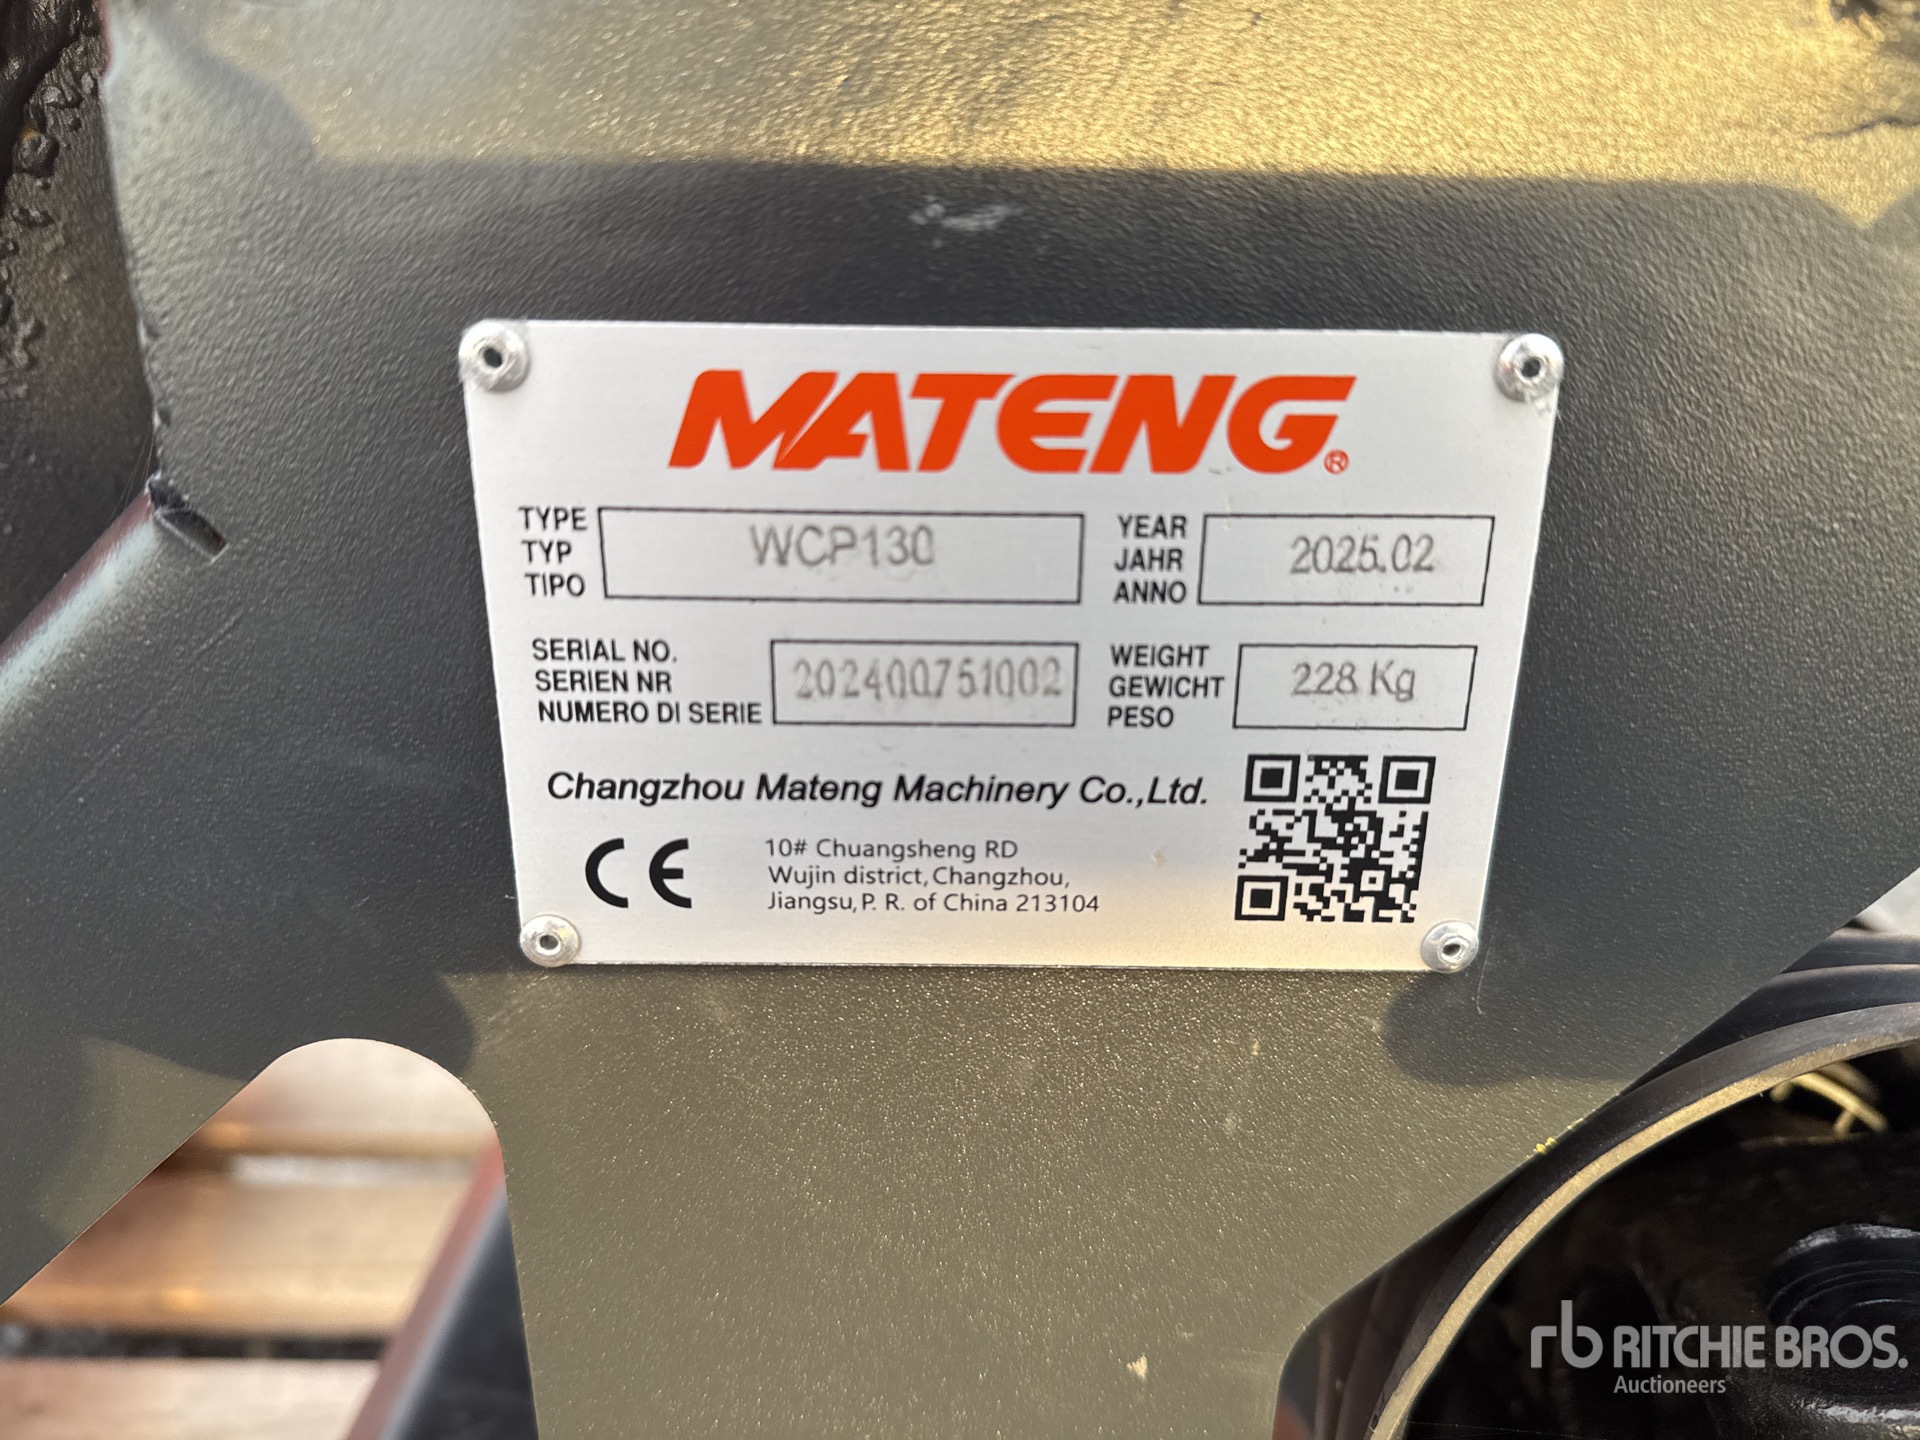 MATENG®
TYPE
TYP
TIPO
WCP130
YEAR
JAHR
ANNO
2025.02
SERIAL NO.
SERIEN NR
NUMERO DI SERIE
202400751002
WEIGHT
GEWICHT
PESO
228 Kg
Changzhou Mateng Machinery Co.,Ltd.
CE
10# Chuangsheng RD
Wujin district, Changzhou,
Jiangsu, P. R. of China 213104
rb RITCHIE BROS.
Auctioneers